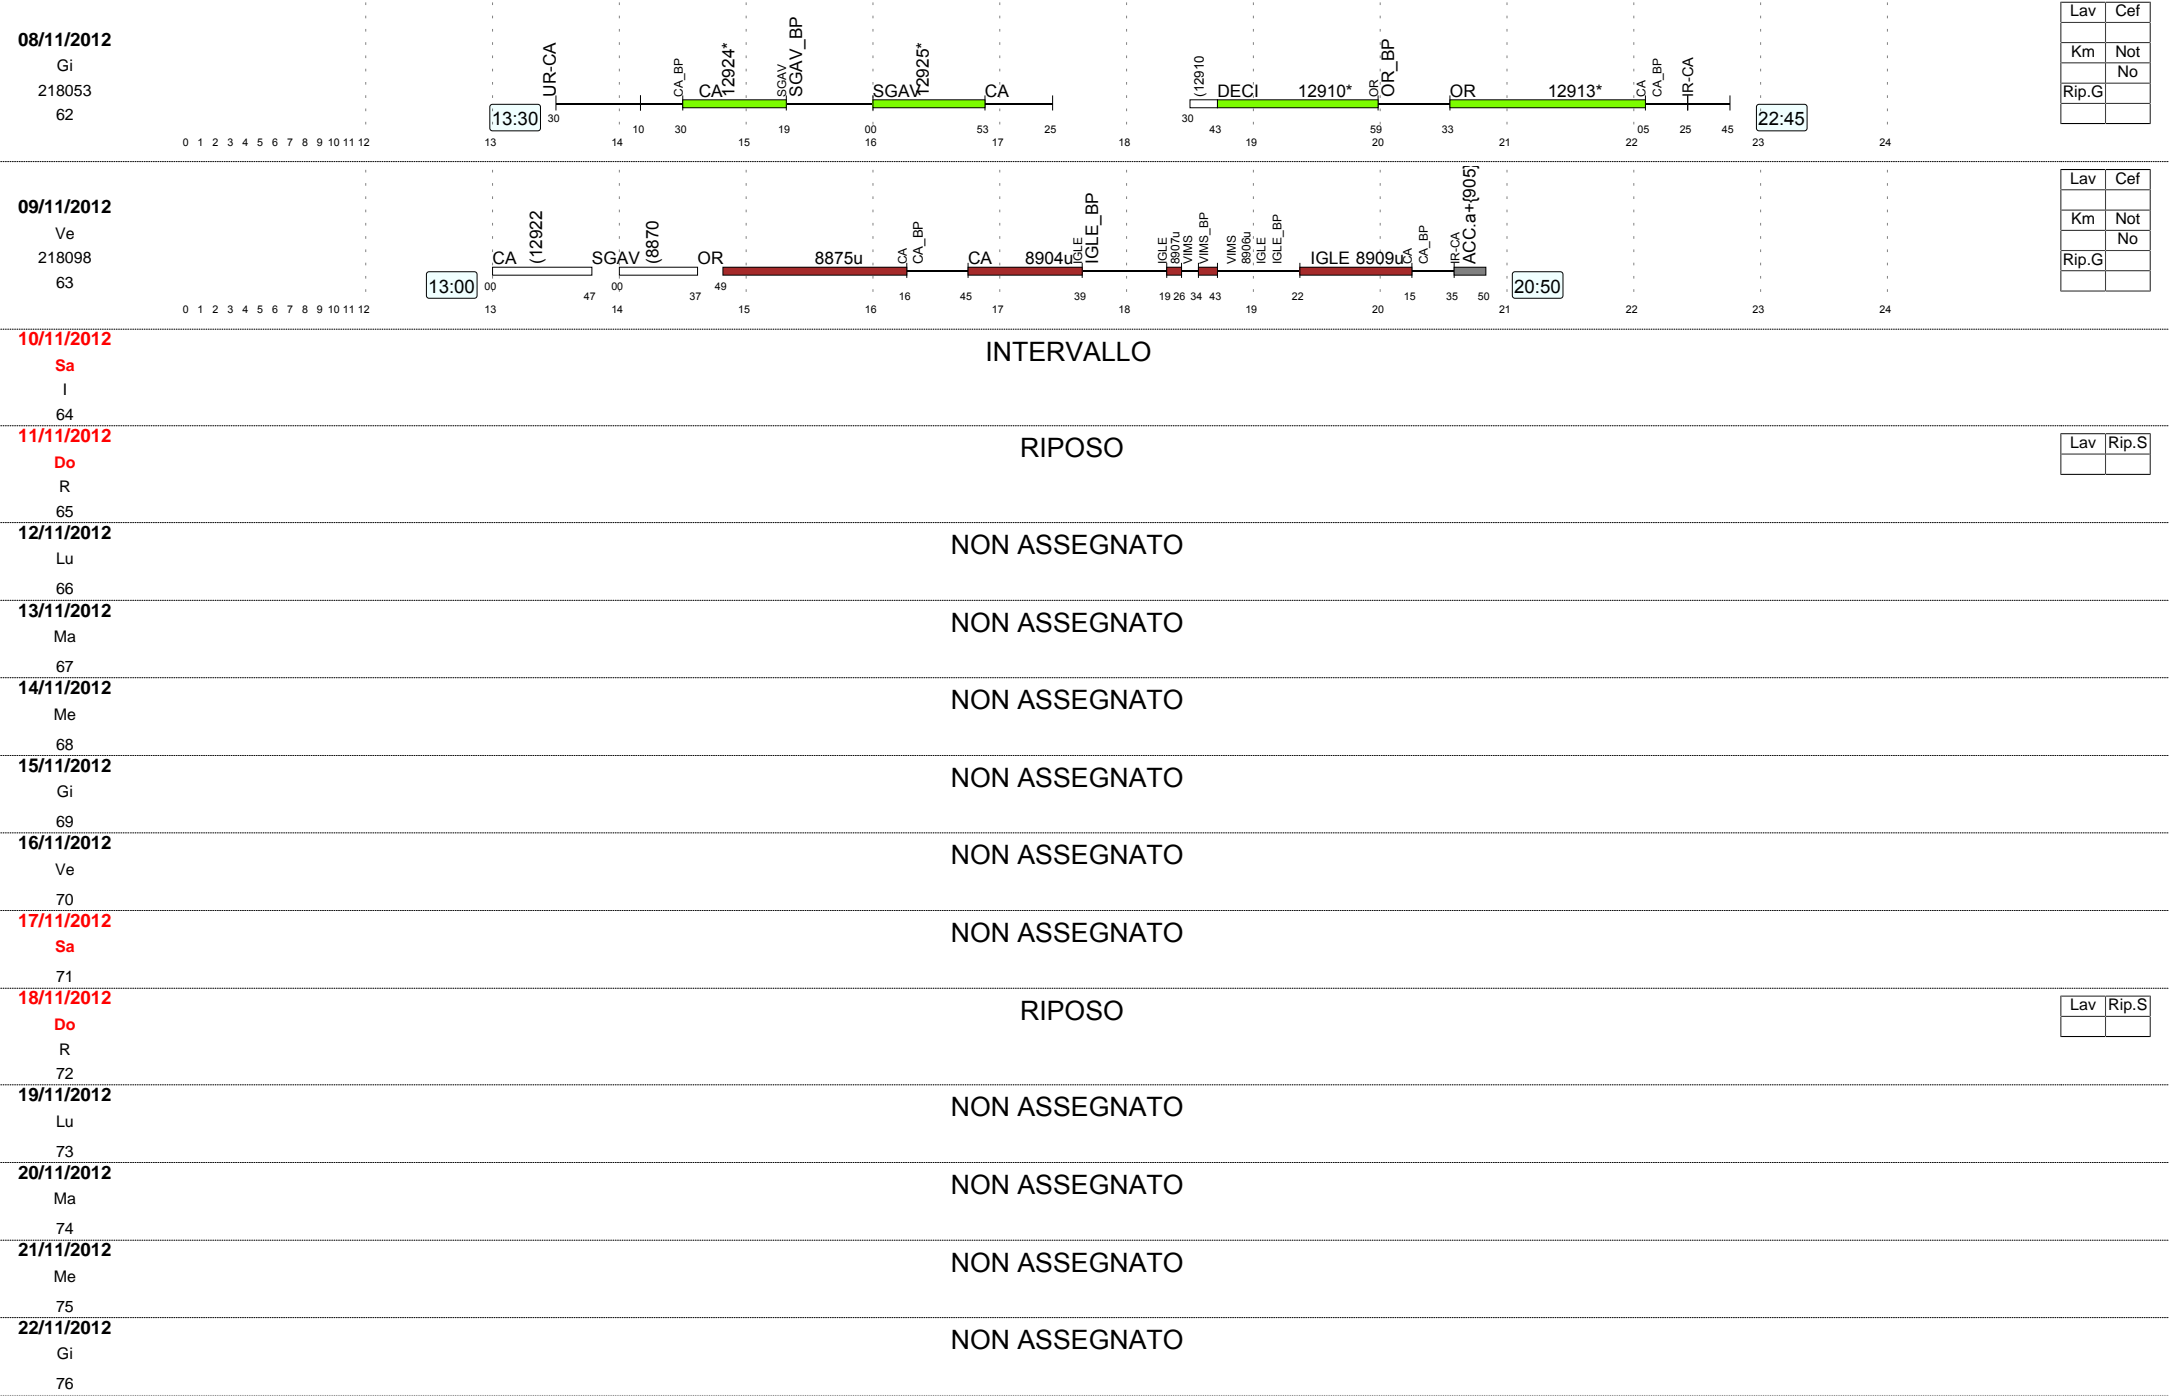 08/11/2012
Gi
218053
62
13:30
UR-CA
CA_BP
CA
12924*
SGAV
SGAV_BP
SGAV
12925*
CA
(12910
DECI
12910*
OR
OR_BP
OR
12913*
CA
CA_BP
IR-CA
30 10 30 19 00 53 25 30 43 59 33 05 25 45
22:45
0 1 2 3 4 5 6 7 8 9 10 11 12 13 14 15 16 17 18 19 20 21 22 23 24
Lav Cef
Km Not
No
Rip.G
09/11/2012
Ve
218098
63
13:00
CA
(12922
SGAV
(8870
OR
8875u
CA
CA_BP
CA
8904u
IGLE
IGLE_BP
IGLE
8907u
VIMS
VIMS_BP
VIMS
8906u
IGLE
IGLE_BP
IGLE
8909u
CA
CA_BP
IR-CA
ACC.a+{905}
00 47 00 37 49 16 45 39 19 26 34 43 22 15 35 50
20:50
0 1 2 3 4 5 6 7 8 9 10 11 12 13 14 15 16 17 18 19 20 21 22 23 24
Lav Cef
Km Not
No
Rip.G
10/11/2012
Sa
I
64
INTERVALLO
11/11/2012
Do
R
65
RIPOSO
Lav Rip.S
12/11/2012
Lu
66
NON ASSEGNATO
13/11/2012
Ma
67
NON ASSEGNATO
14/11/2012
Me
68
NON ASSEGNATO
15/11/2012
Gi
69
NON ASSEGNATO
16/11/2012
Ve
70
NON ASSEGNATO
17/11/2012
Sa
71
NON ASSEGNATO
18/11/2012
Do
R
72
RIPOSO
Lav Rip.S
19/11/2012
Lu
73
NON ASSEGNATO
20/11/2012
Ma
74
NON ASSEGNATO
21/11/2012
Me
75
NON ASSEGNATO
22/11/2012
Gi
76
NON ASSEGNATO